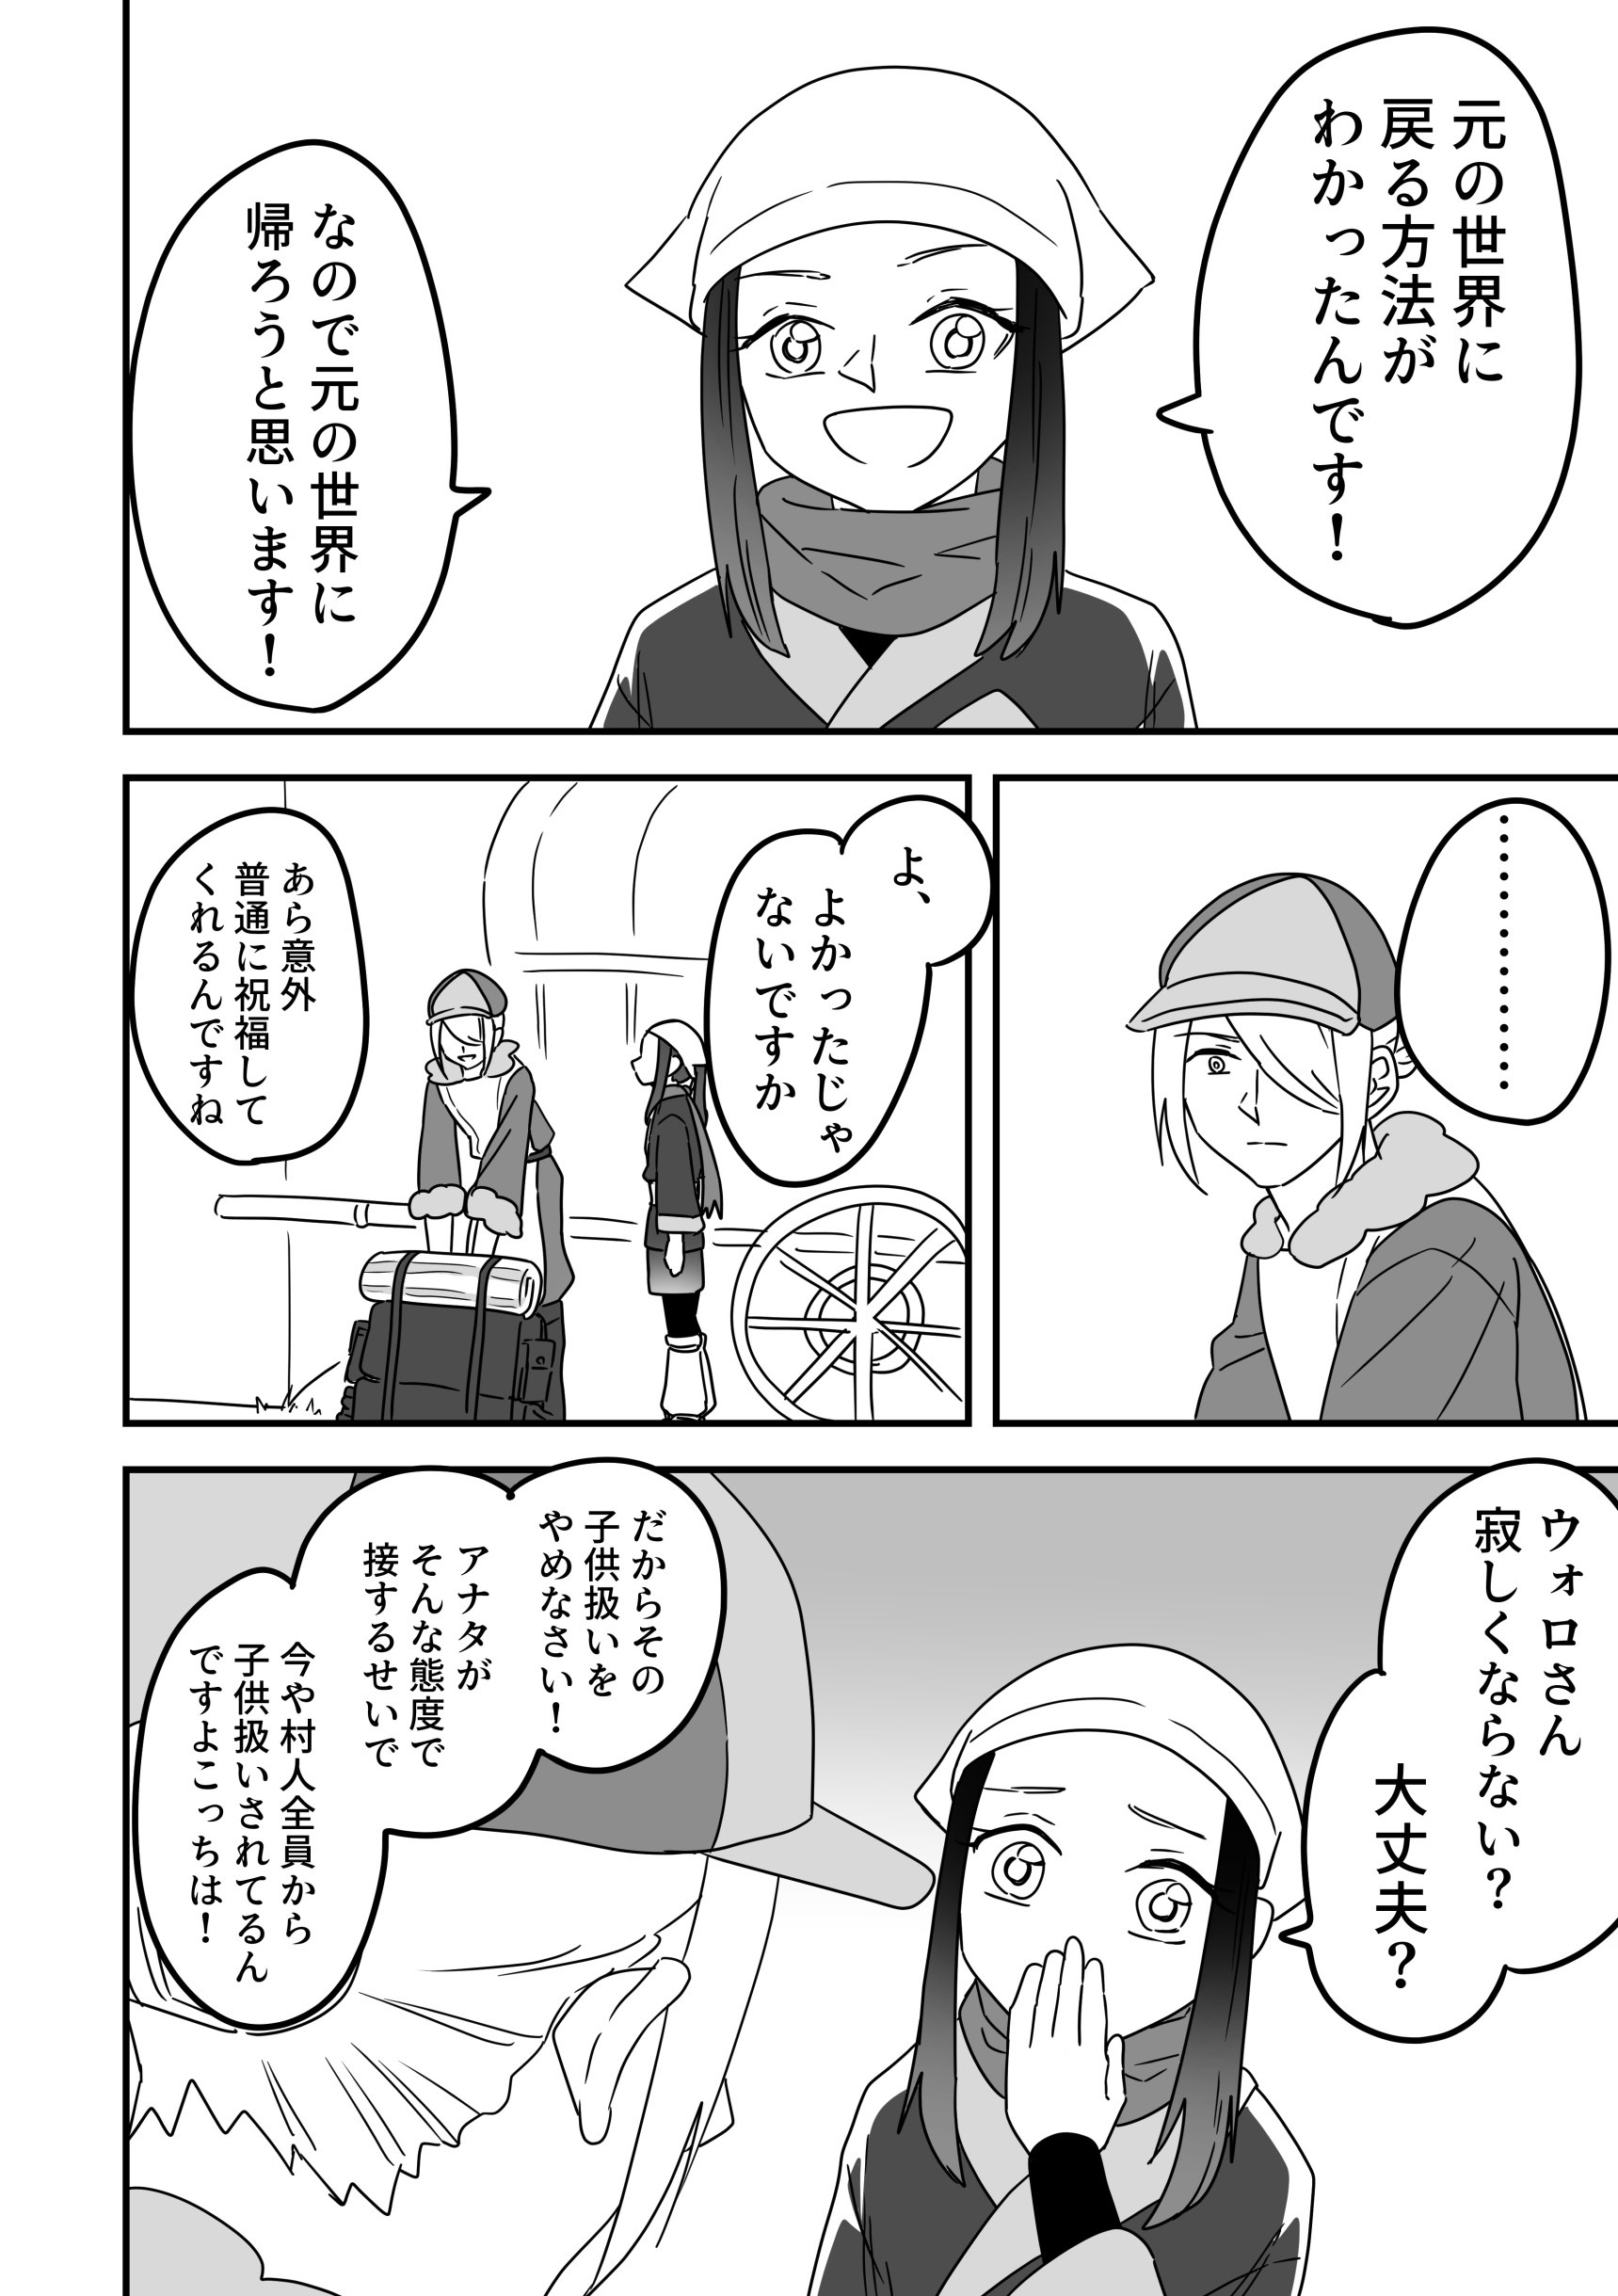 元の世界に
戻る方法が
わかったんです！
なので元の世界に
帰ろうと思います！
…………
よ、
よかったじゃ
ないですか
あら意外
普通に祝福して
くれるんですね
ウォロさん
寂しくならない？
大丈夫？
だからその
子供扱いを
やめなさい！
アナタが
そんな態度で
接するせいで
今や村人全員から
子供扱いされてるん
ですよこっちは！